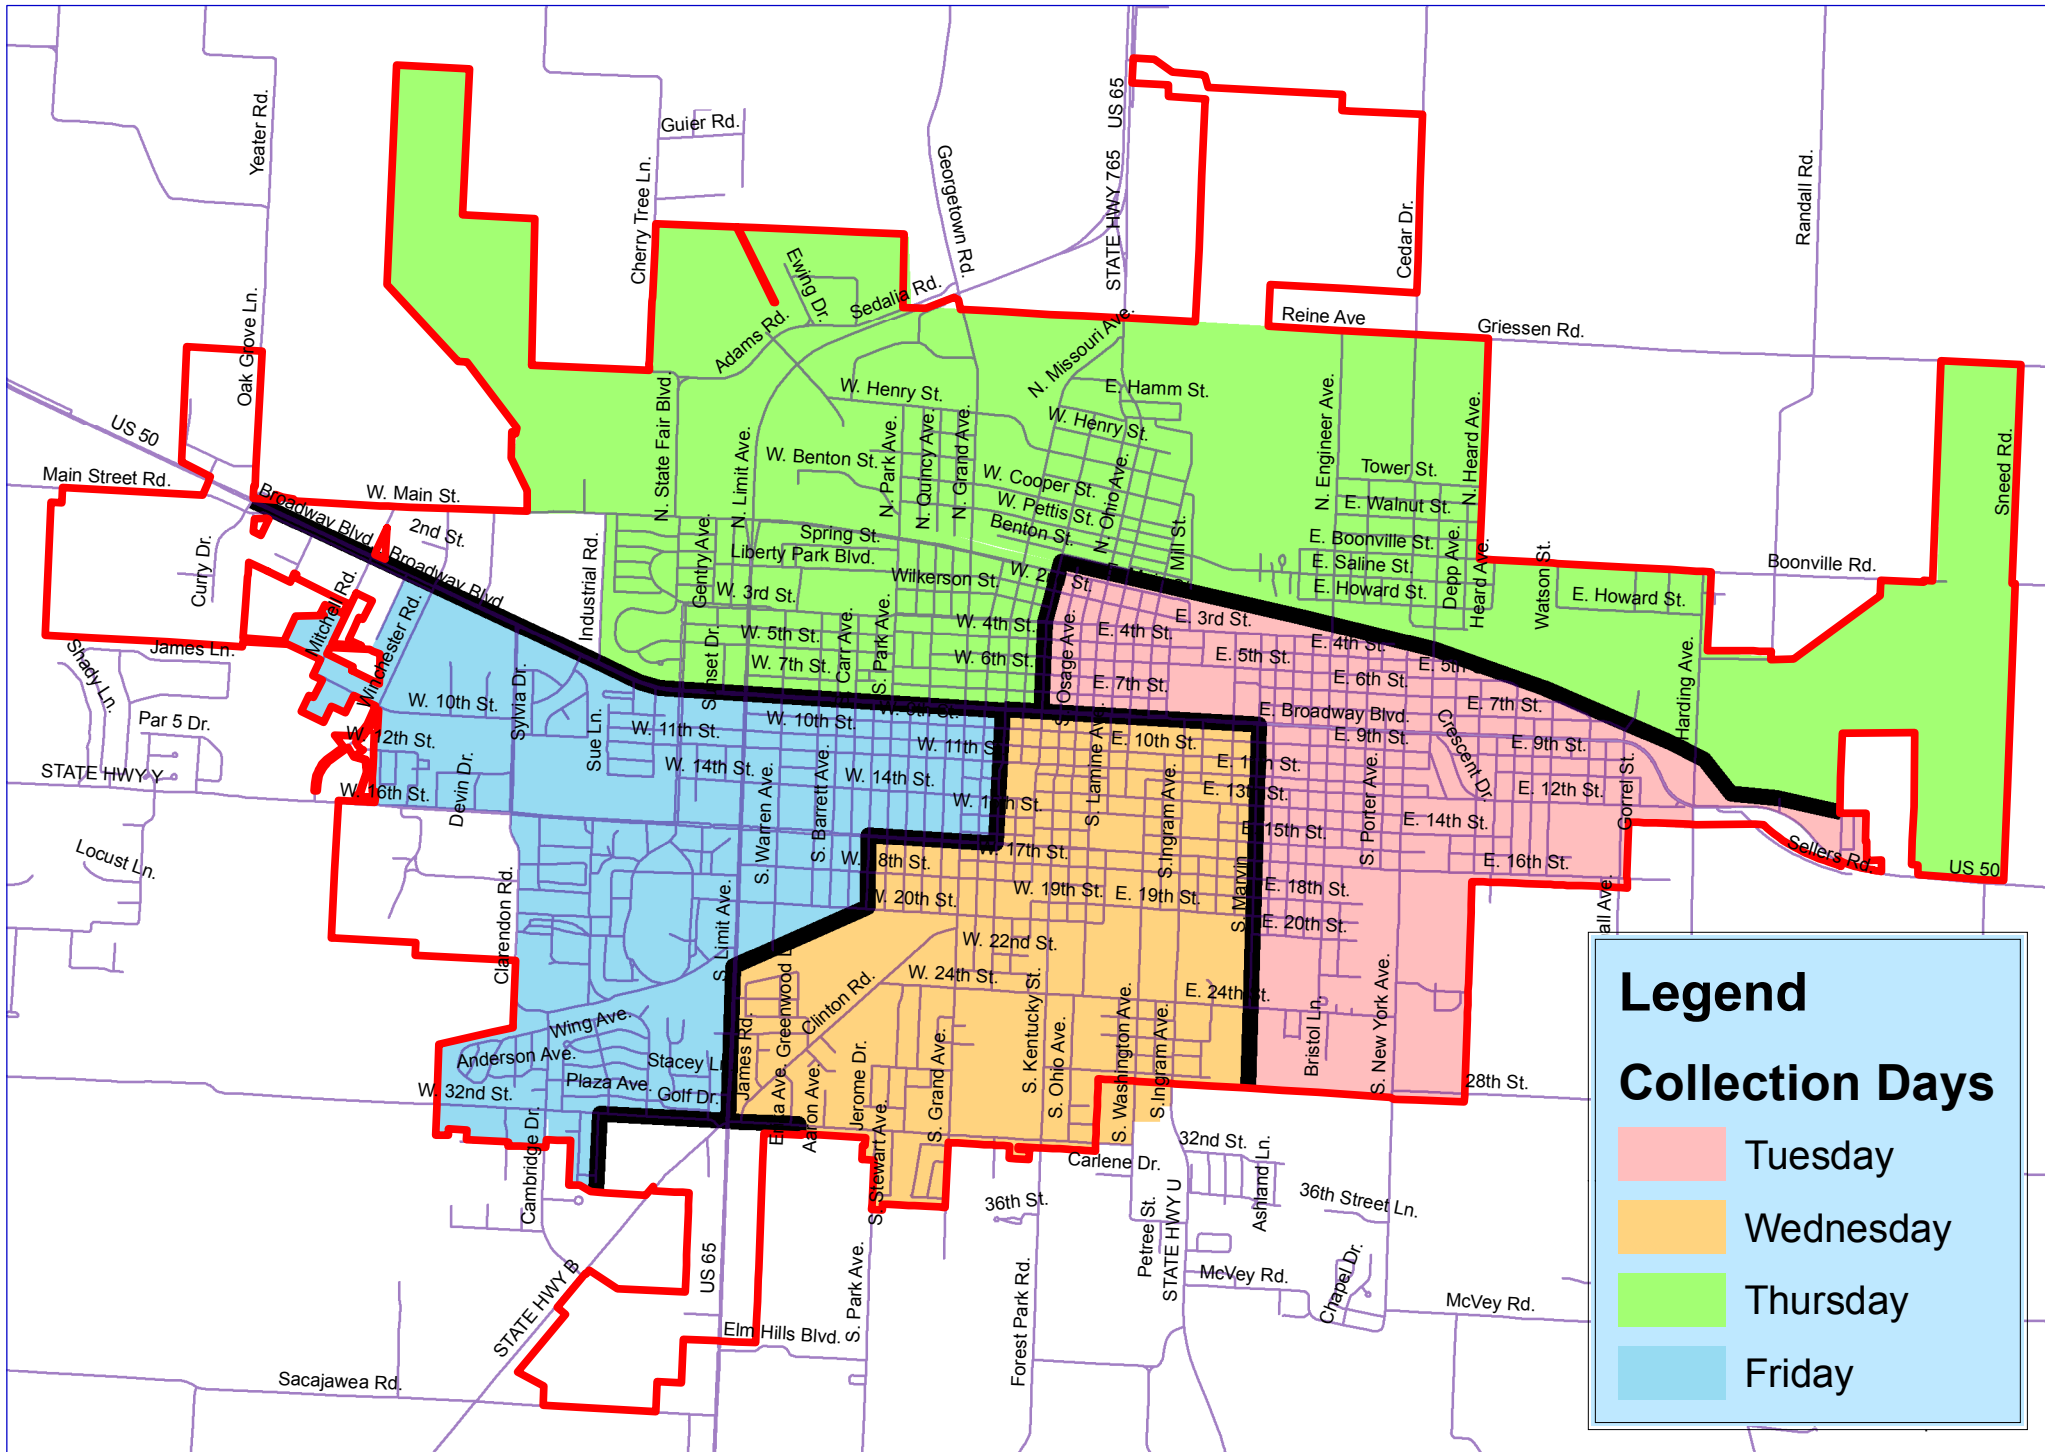 Guier Rd.
Yeater Rd.
Cherry Tree Ln.
Georgetown Rd.
US 65
STATE HWY 765
Cedar Dr.
Randall Rd.
Ewing Dr.
Sedalia Rd.
Adams Rd.
Oak Grove Ln.
Reine Ave
Griessen Rd.
N. Missouri Ave.
E. Hamm St.
W. Henry St.
W. Henry St.
US 50
Main Street Rd.
W. Main St.
Broadway Blvd.
Broadway Blvd.
2nd St.
Curry Dr.
N. State Fair Blvd.
N. Limit Ave.
W. Benton St.
N. Park Ave.
N. Quincy Ave.
N. Grand Ave.
W. Cooper St.
W. Pettis St.
Benton St.
N. Ohio Ave.
Mill St.
N. Engineer Ave.
Tower St.
N. Heard Ave.
E. Walnut St.
E. Boonville St.
E. Saline St.
E. Howard St.
Depp Ave.
Heard Ave.
Watson St.
E. Howard St.
Boonville Rd.
Sneed Rd.
Spring St.
Liberty Park Blvd.
Wilkerson St.
Gentry Ave.
W. 3rd St.
Industrial Rd.
W. 5th St.
W. 7th St.
Carr Ave.
S. Park Ave.
W. 4th St.
W. 6th St.
S. Osage Ave.
E. 3rd St.
E. 4th St.
E. 4th St.
E. 5th St.
E. 5th
E. 6th St.
E. 7th St.
E. 7th St.
E. Broadway Blvd.
E. 9th St.
E. 9th St.
Crescent Dr.
Harding Ave.
Mitchell Rd.
Winchester Rd.
James Ln.
Shady Ln.
Par 5 Dr.
STATE HWY Y
Locust Ln.
W. 10th St.
W. 12th St.
W. 16th St.
Devin Dr.
Sylvia Dr.
Sue Ln.
W. 11th St.
W. 10th St.
W. 14th St.
W. 14th St.
S. Warren Ave.
S. Barrett Ave.
S. Lamine Ave.
E. 10th St.
E. 13th St.
E. 15th St.
S.Ingram Ave.
S. Marvin
S. Porter Ave.
E. 12th St.
E. 14th St.
E. 16th St.
Gorrel St.
Sellers Rd.
US 50
E. 18th St.
E. 20th St.
W. 17th St.
W. 19th St.
E. 19th St.
W. 20th St.
W. 22nd St.
W. 24th St.
E. 24th St.
Clarendon Rd.
S. Limit Ave.
Clinton Rd.
Wing Ave.
Anderson Ave.
Stacey L
Plaza Ave.
Golf Dr.
W. 32nd St.
James Rd.
Aaron Ave.
Jerome Dr.
S. Stewart Ave.
S. Grand Ave.
S. Kentucky St.
S. Ohio Ave.
S. Washington Ave.
S.Ingram Ave.
Bristol Ln.
S. New York Ave.
28th St.
Cambridge Dr.
STATE HWY B
US 65
Elm Hills Blvd.
S. Park Ave.
36th St.
Forest Park Rd.
Carlene Dr.
Petree St.
STATE HWY U
32nd St.
Ashland Ln.
36th Street Ln.
McVey Rd.
Chapel Dr.
McVey Rd.
Sacajawea Rd.
Legend
Collection Days
Tuesday
Wednesday
Thursday
Friday